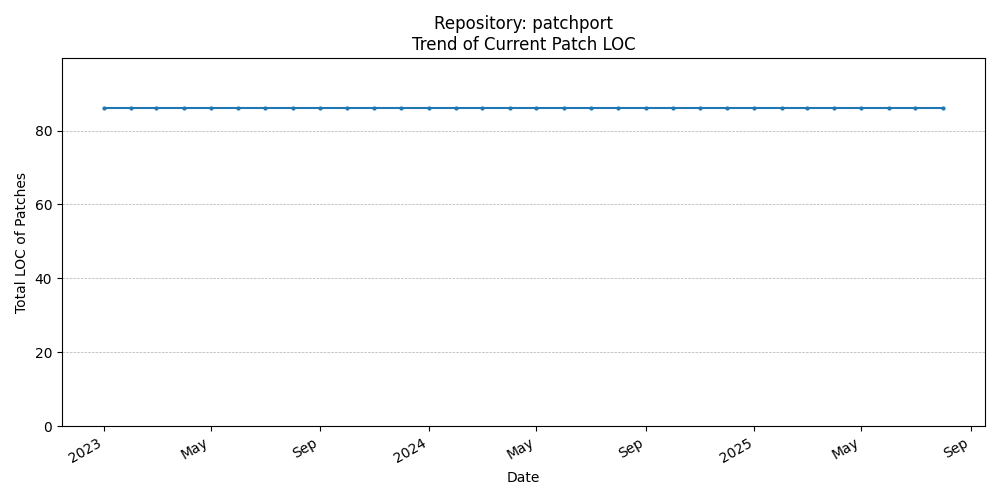 Repository: patchport
Trend of Current Patch LOC
Total LOC of Patches
80
60
40
20
0
2023
May
Sep
2024
May
Sep
2025
May
Sep
Date